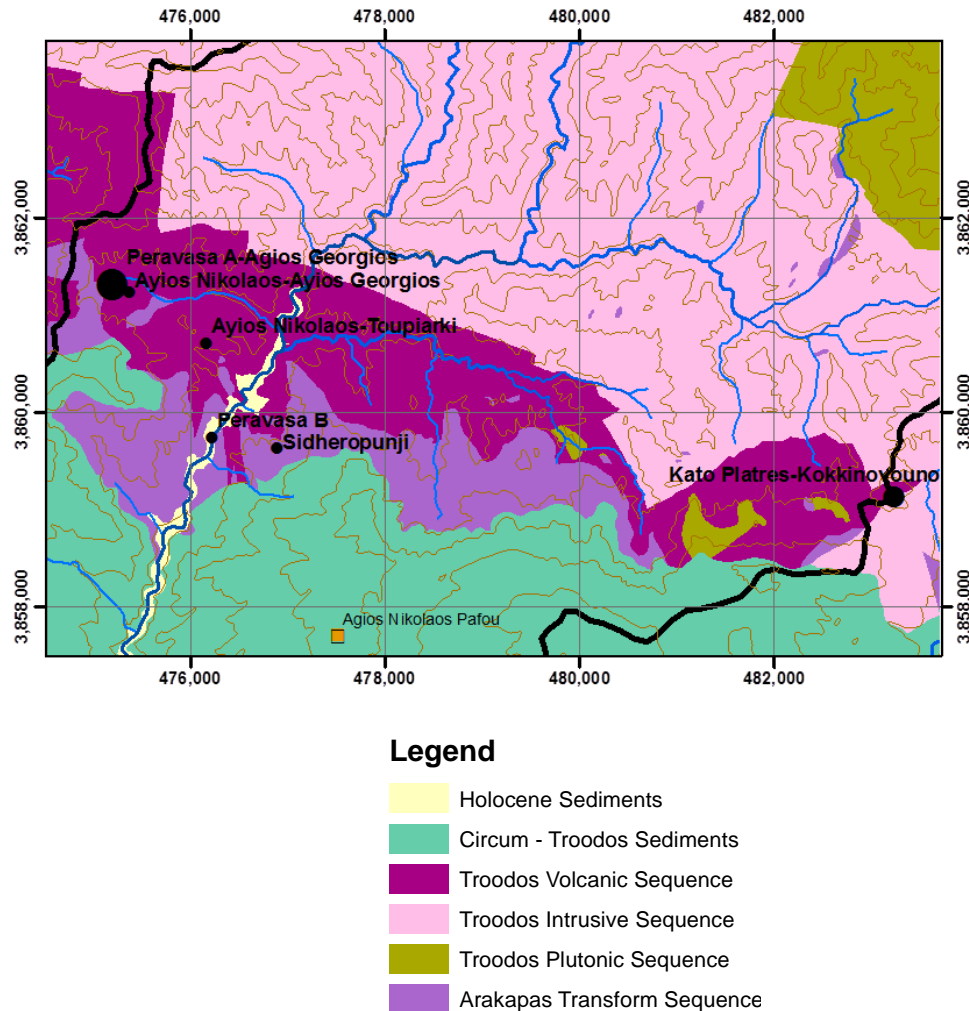 476,000 478,000 480,000 482,000
3,862,000 3,862,000
Peravasa A-Agios Georgios
Ayios Nikolaos-Ayios Georgios
Ayios Nikolaos-Toupiarki
3,860,000 3,860,000
Peravasa B
Sidheropunji
Kato Platres-Kokkinovouno
3,858,000 3,858,000
Agios Nikolaos Pafou
476,000 478,000 480,000 482,000
Legend
Holocene Sediments
Circum - Troodos Sediments
Troodos Volcanic Sequence
Troodos Intrusive Sequence
Troodos Plutonic Sequence
Arakapas Transform Sequence